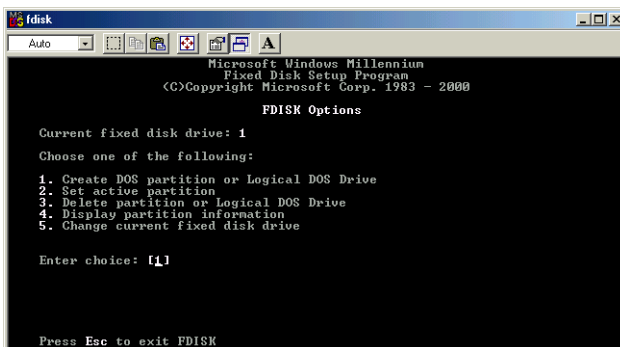 fdisk
Auto
A
Microsoft Windows Millennium
Fixed Disk Setup Program
(C)Copyright Microsoft Corp. 1983 - 2000
FDISK Options
Current fixed disk drive: 1
Choose one of the following:
1. Create DOS partition or Logical DOS Drive
2. Set active partition
3. Delete partition or Logical DOS Drive
4. Display partition information
5. Change current fixed disk drive
Enter choice: [1]
Press Esc to exit FDISK